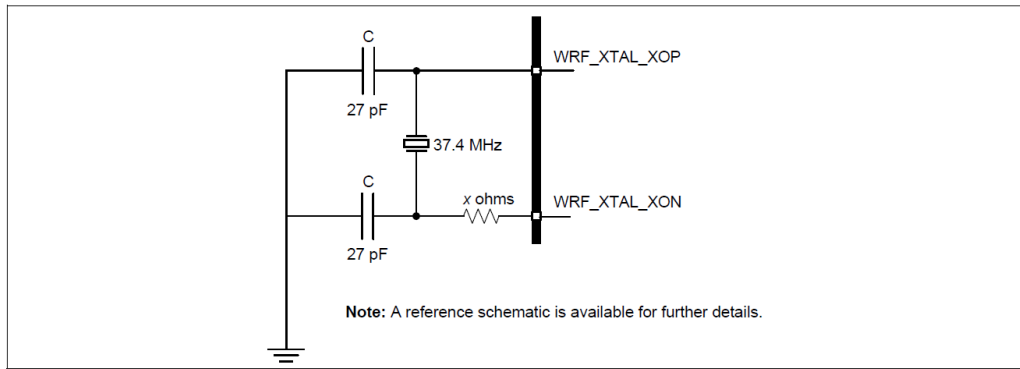 C
WRF_XTAL_XOP
27 pF
37.4 MHz
C
x ohms
WRF_XTAL_XON
27 pF
Note: A reference schematic is available for further details.